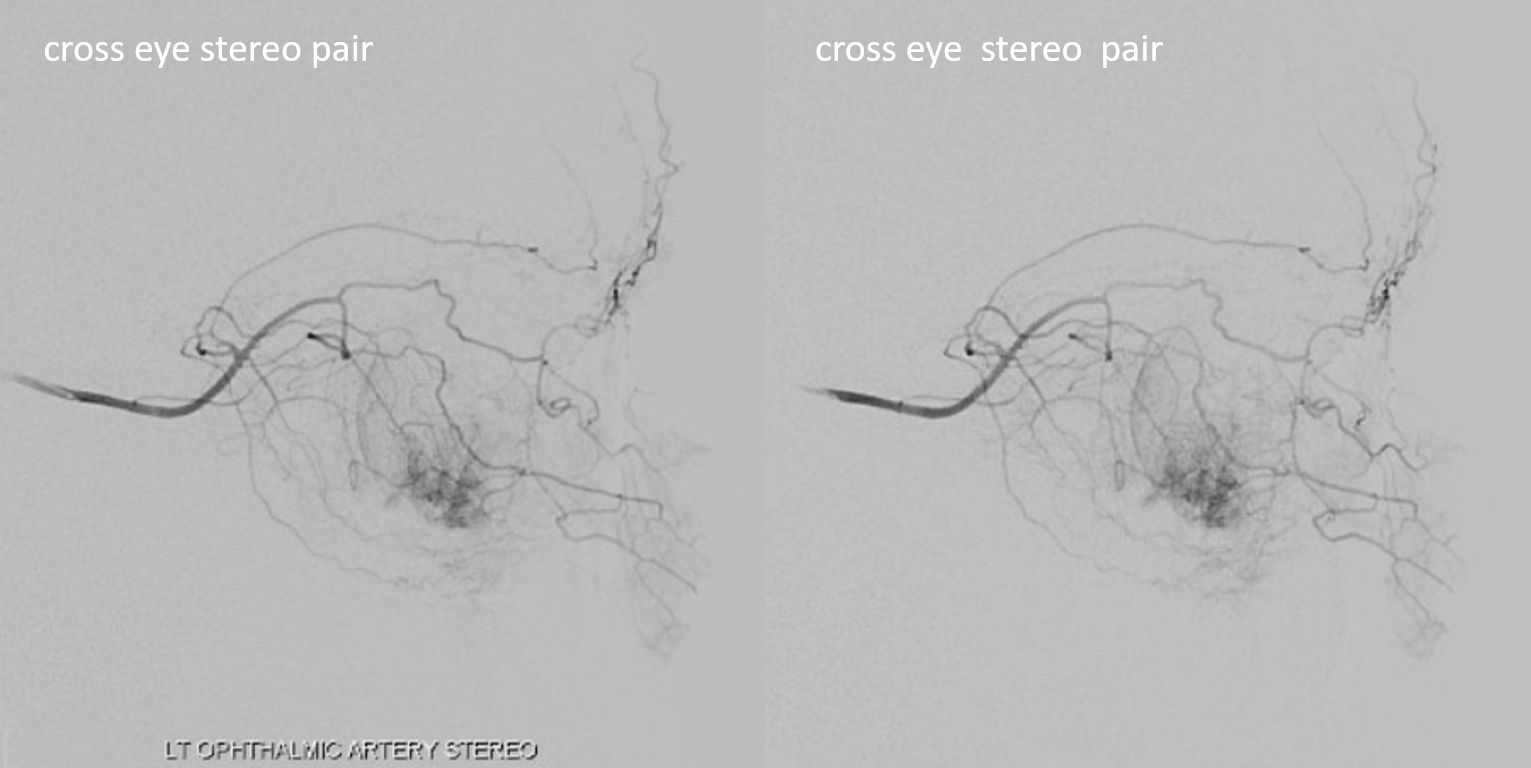 cross eye stereo pair
cross eye  stereo  pair
LT OPHTHALMIC ARTERY STEREO